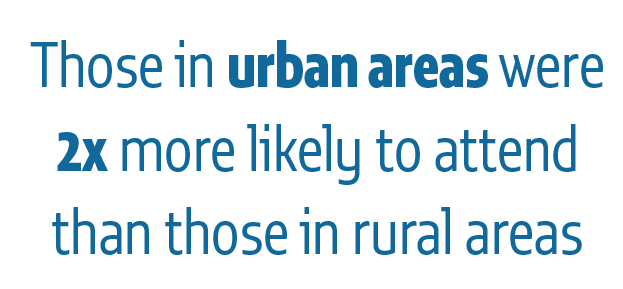 Those in urban areas were
2x more likely to attend
than those in rural areas